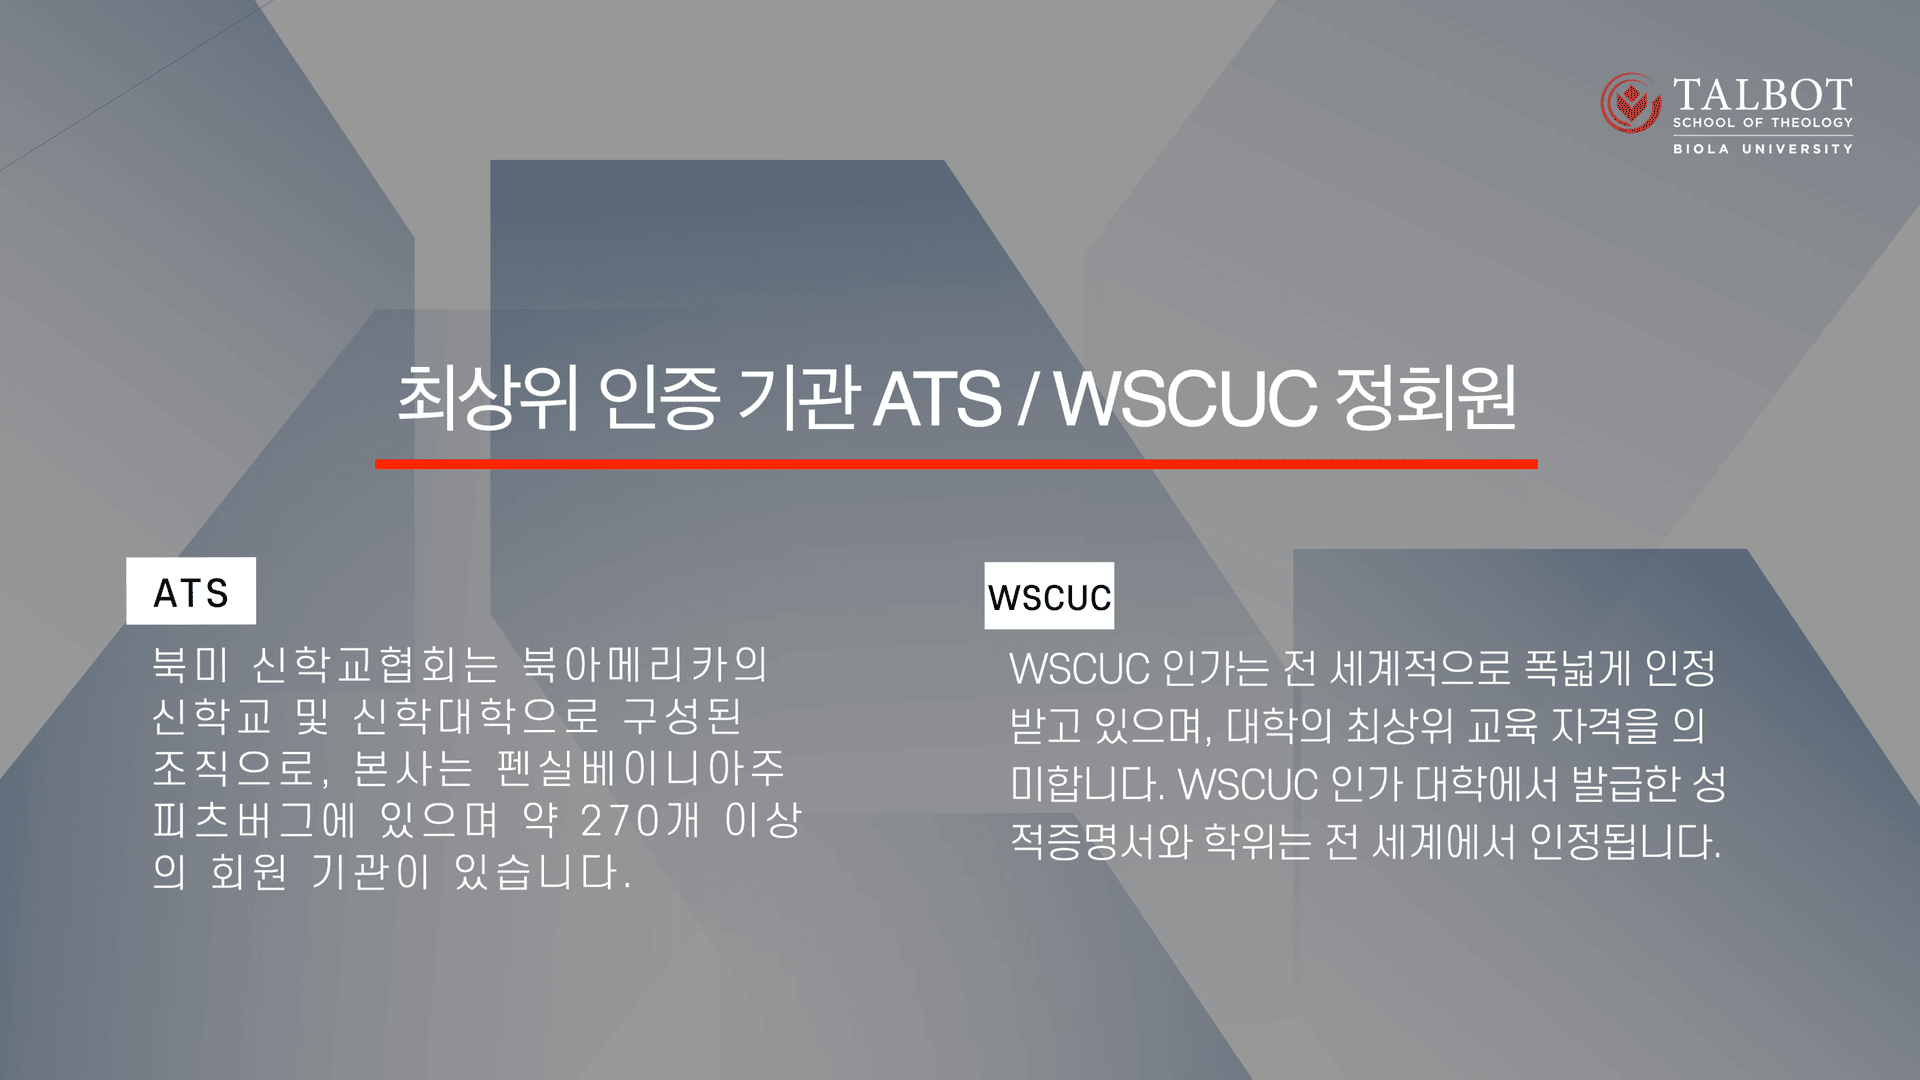 TALBOT
SCHOOL OF THEOLOGY
BIOLA UNIVERSITY
최상위 인증 기관 ATS / WSCUC 정회원
ATS
북미 신학교협회는 북아메리카의
신학교 및 신학대학으로 구성된
조직으로, 본사는 펜실베이니아주
피츠버그에 있으며 약 270개 이상
의 회원 기관이 있습니다.
WSCUC
WSCUC 인가는 전 세계적으로 폭넓게 인정
받고 있으며, 대학의 최상위 교육 자격을 의
미합니다. WSCUC 인가 대학에서 발급한 성
적증명서와 학위는 전 세계에서 인정됩니다.